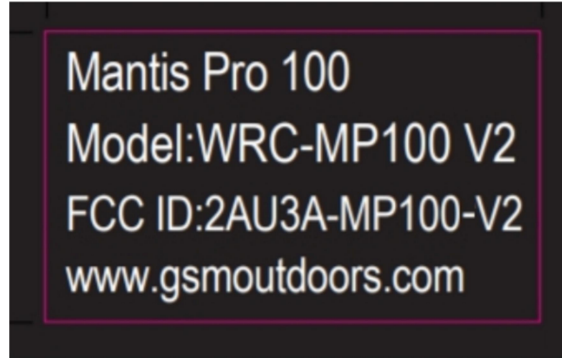 Mantis Pro 100
Model:WRC-MP100 V2
FCC ID:2AU3A-MP100-V2
www.gsmoutdoors.com